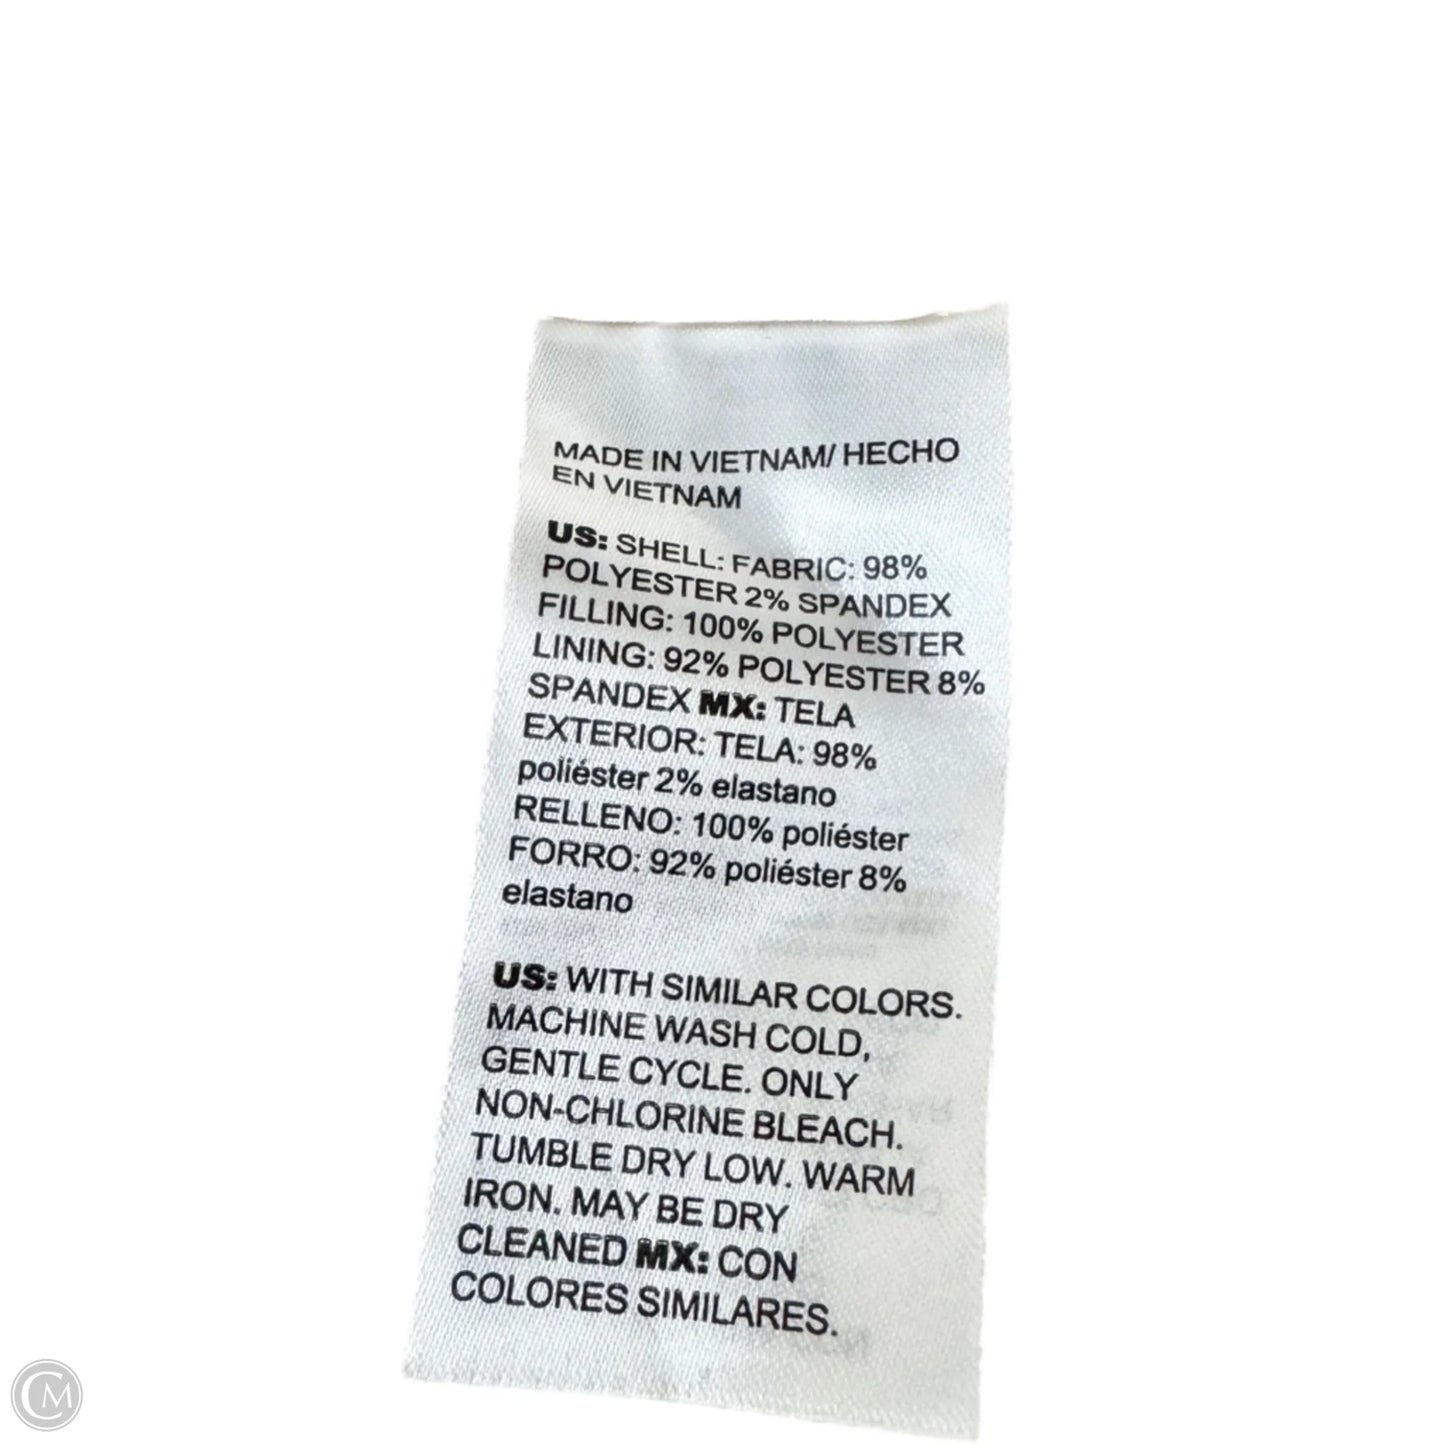 MADE IN VIETNAM/ HECHO
EN VIETNAM
US: SHELL: FABRIC: 98%
POLYESTER 2% SPANDEX
FILLING: 100% POLYESTER
LINING: 92% POLYESTER 8%
SPANDEX MX: TELA
EXTERIOR: TELA: 98%
poliéster 2% elastano
RELLENO: 100% poliéster
FORRO: 92% poliéster 8%
elastano
US: WITH SIMILAR COLORS.
MACHINE WASH COLD,
GENTLE CYCLE. ONLY
NON-CHLORINE BLEACH.
TUMBLE DRY LOW. WARM
IRON. MAY BE DRY
CLEANED MX: CON
COLORES SIMILARES.
CM